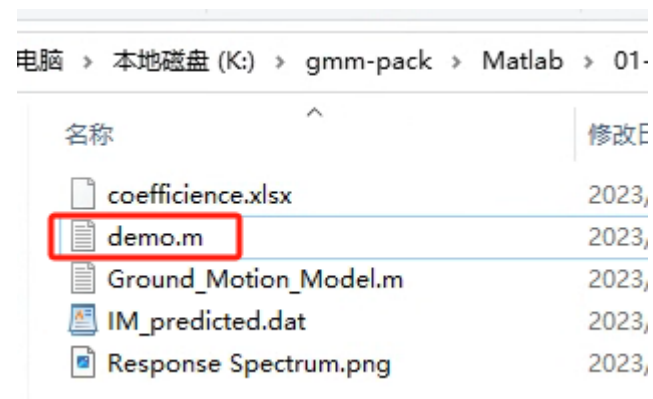 电脑 > 本地磁盘 (K:) > gmm-pack > Matlab > 01-
名称 修改日
coefficience.xlsx 2023/
demo.m 2023/
Ground_Motion_Model.m 2023/
IM_predicted.dat 2023/
Response Spectrum.png 2023/